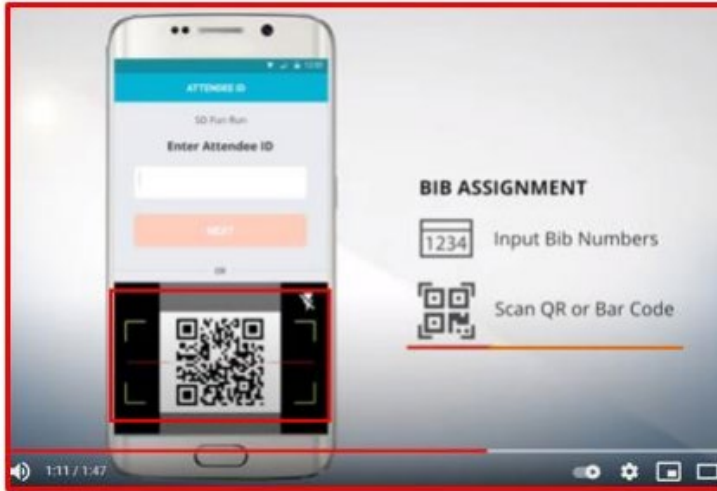 ATTENDEE ID
SD Fun Run
Enter Attendee ID
NEXT
OR
BIB ASSIGNMENT
1234
Input Bib Numbers
Scan QR or Bar Code
1:11 / 1:47